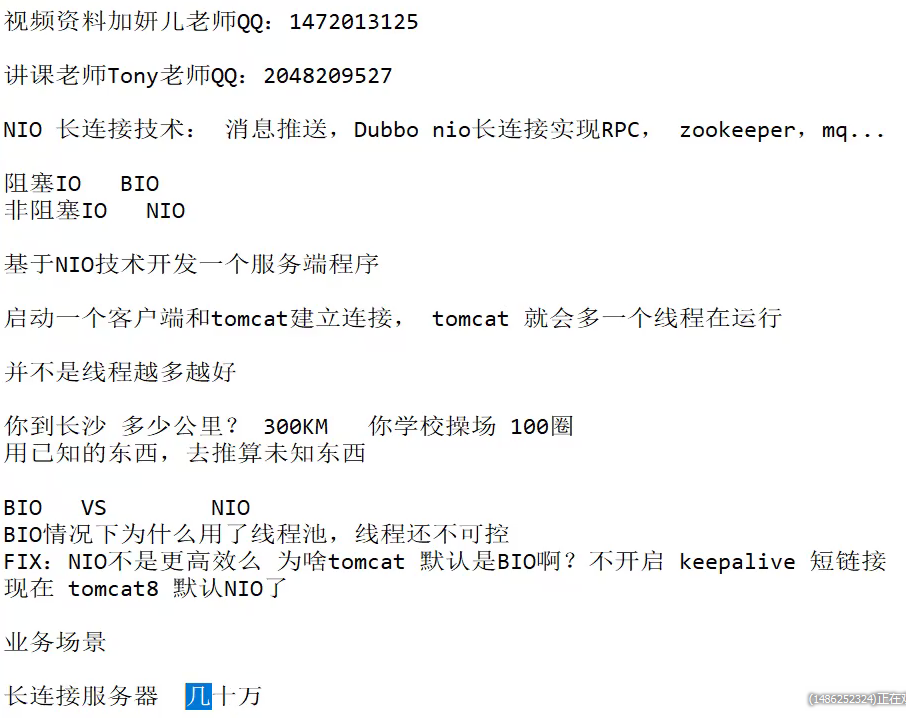 视频资料加妍儿老师QQ：1472013125
讲课老师Tony老师QQ：2048209527
NIO 长连接技术： 消息推送，Dubbo nio长连接实现RPC， zookeeper，mq...
阻塞IO BIO
非阻塞IO NIO
基于NIO技术开发一个服务端程序
启动一个客户端和tomcat建立连接， tomcat 就会多一个线程在运行
并不是线程越多越好
你到长沙 多少公里？ 300KM 你学校操场 100圈
用已知的东西，去推算未知东西
BIO VS NIO
BIO情况下为什么用了线程池，线程还不可控
FIX：NIO不是更高效么 为啥tomcat 默认是BIO啊？不开启 keepalive 短链接
现在 tomcat8 默认NIO了
业务场景
长连接服务器 几十万
(1486252324)正在